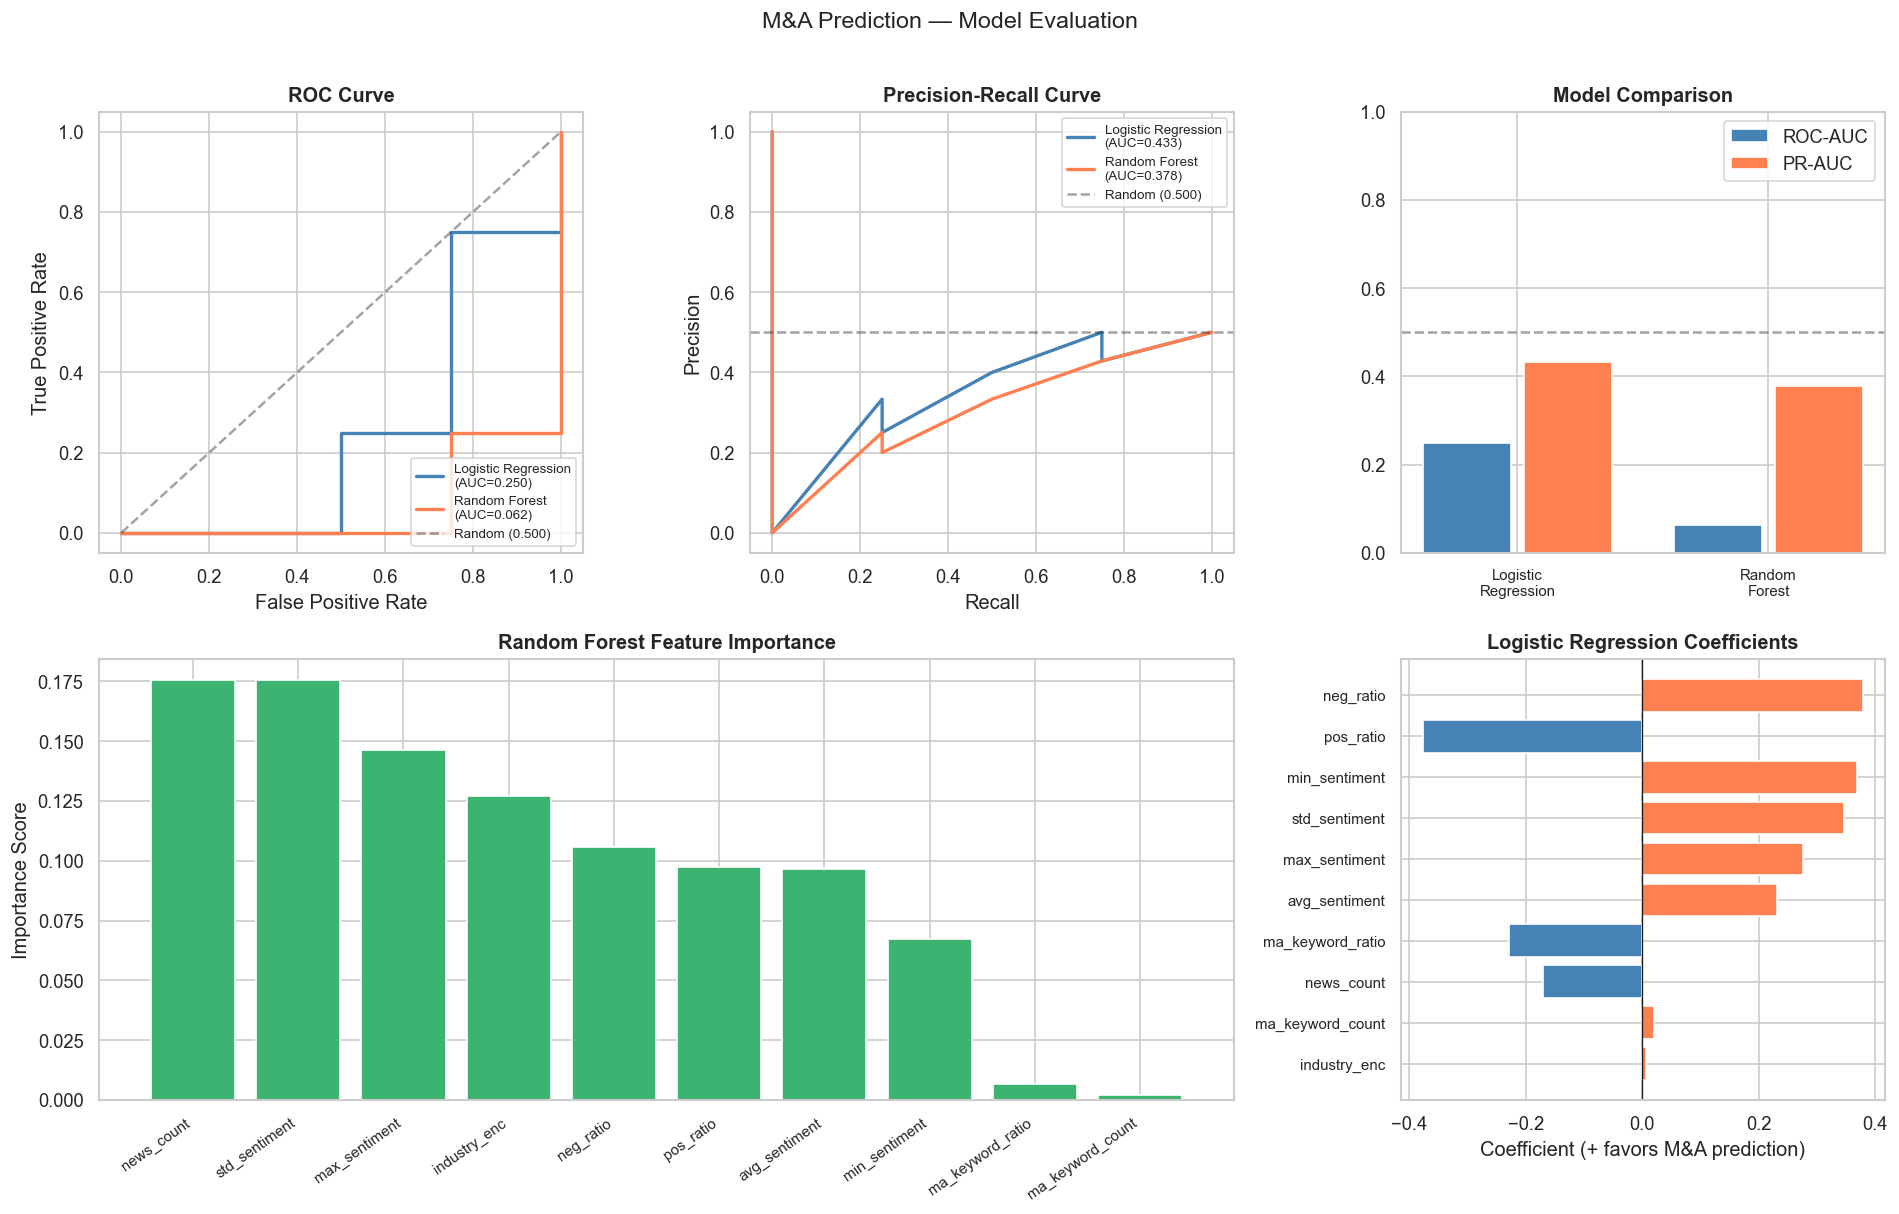 M&A Prediction — Model Evaluation
ROC Curve
1.0
0.8
0.6
0.4
0.2
0.0
True Positive Rate
0.0 0.2 0.4 0.6 0.8 1.0
False Positive Rate
Logistic Regression
(AUC=0.250)
Random Forest
(AUC=0.062)
Random (0.500)
Precision-Recall Curve
1.0
0.8
0.6
0.4
0.2
0.0
Precision
0.0 0.2 0.4 0.6 0.8 1.0
Recall
Logistic Regression
(AUC=0.433)
Random Forest
(AUC=0.378)
Random (0.500)
Model Comparison
1.0
0.8
0.6
0.4
0.2
0.0
ROC-AUC
PR-AUC
Logistic
Regression
Random
Forest
Random Forest Feature Importance
0.175
0.150
0.125
0.100
0.075
0.050
0.025
0.000
Importance Score
news_count
std_sentiment
max_sentiment
industry_enc
neg_ratio
pos_ratio
avg_sentiment
min_sentiment
ma_keyword_ratio
ma_keyword_count
Logistic Regression Coefficients
neg_ratio
pos_ratio
min_sentiment
std_sentiment
max_sentiment
avg_sentiment
ma_keyword_ratio
news_count
ma_keyword_count
industry_enc
−0.4 −0.2 0.0 0.2 0.4
Coefficient (+ favors M&A prediction)